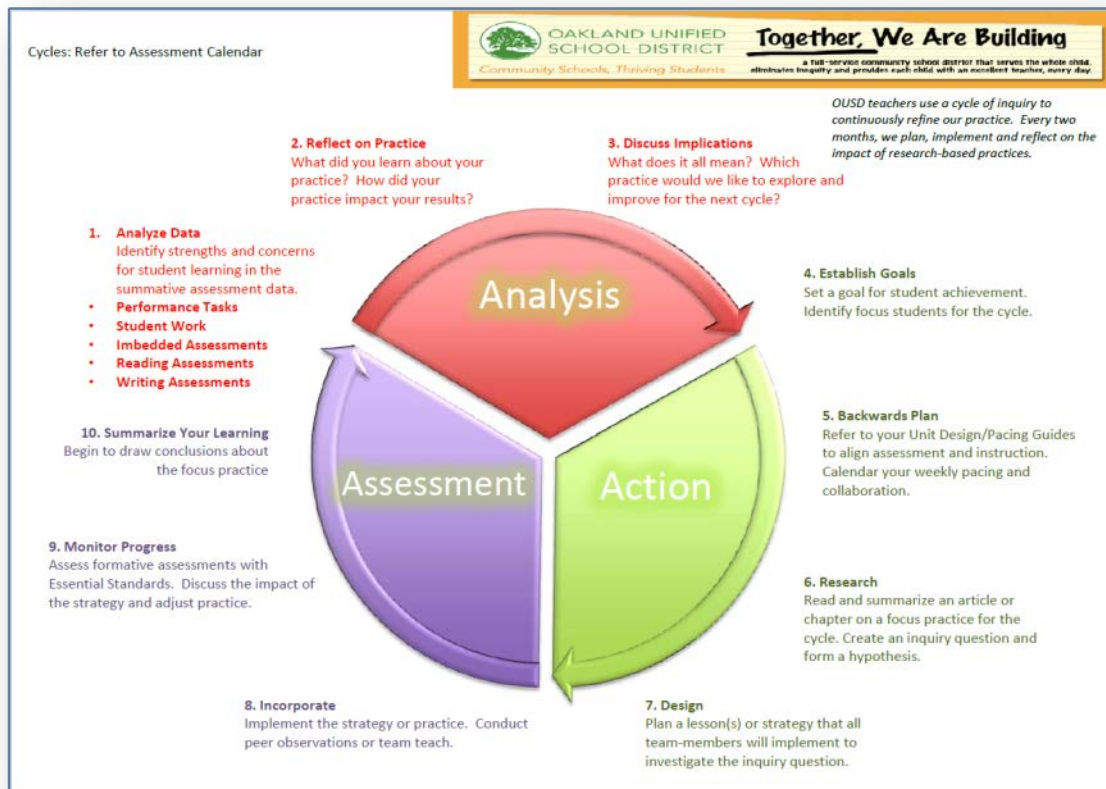 Cycles: Refer to Assessment Calendar
OAKLAND UNIFIED
SCHOOL DISTRICT
Community Schools, Thriving Students
Together, We Are Building
a full-service community school district that serves the whole child,
eliminates inequity and provides each child with an excellent teacher, every day.
OUSD teachers use a cycle of inquiry to
continuously refine our practice. Every two
months, we plan, implement and reflect on the
impact of research-based practices.
2. Reflect on Practice
What did you learn about your
practice? How did your
practice impact your results?
3. Discuss Implications
What does it all mean? Which
practice would we like to explore and
improve for the next cycle?
1. Analyze Data
Identify strengths and concerns
for student learning in the
summative assessment data.
• Performance Tasks
• Student Work
• Imbedded Assessments
• Reading Assessments
• Writing Assessments
Analysis
4. Establish Goals
Set a goal for student achievement.
Identify focus students for the cycle.
10. Summarize Your Learning
Begin to draw conclusions about
the focus practice
Assessment
Action
5. Backwards Plan
Refer to your Unit Design/Pacing Guides
to align assessment and instruction.
Calendar your weekly pacing and
collaboration.
9. Monitor Progress
Assess formative assessments with
Essential Standards. Discuss the impact of
the strategy and adjust practice.
6. Research
Read and summarize an article or
chapter on a focus practice for the
cycle. Create an inquiry question and
form a hypothesis.
8. Incorporate
Implement the strategy or practice. Conduct
peer observations or team teach.
7. Design
Plan a lesson(s) or strategy that all
team-members will implement to
investigate the inquiry question.